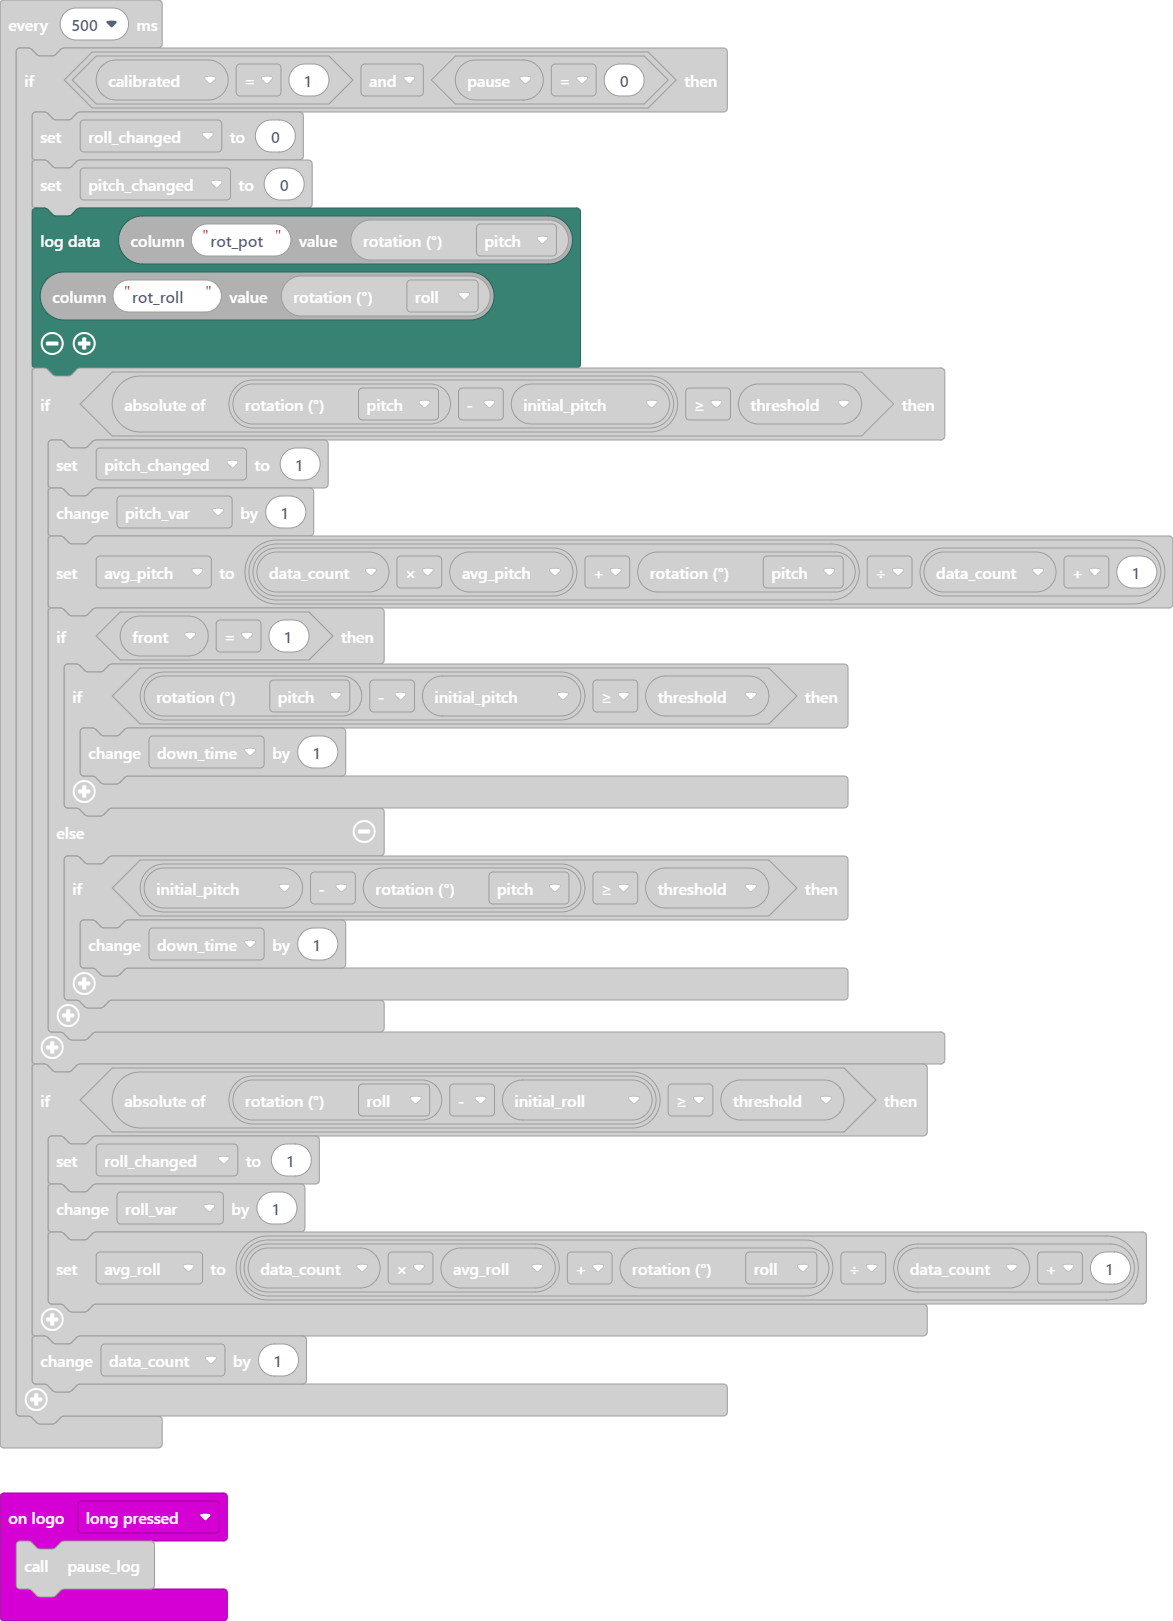 every 500 ms
if calibrated = 1 and pause = 0 then
set roll_changed to 0
set pitch_changed to 0
log data column "rot_pot" value rotation (°) pitch
column "rot_roll" value rotation (°) roll
if absolute of rotation (°) pitch - initial_pitch ≥ threshold then
set pitch_changed to 1
change pitch_var by 1
set avg_pitch to data_count × avg_pitch + rotation (°) pitch ÷ data_count + 1
if front = 1 then
if rotation (°) pitch - initial_pitch ≥ threshold then
change down_time by 1
else
if initial_pitch - rotation (°) pitch ≥ threshold then
change down_time by 1
if absolute of rotation (°) roll - initial_roll ≥ threshold then
set roll_changed to 1
change roll_var by 1
set avg_roll to data_count × avg_roll + rotation (°) roll ÷ data_count + 1
change data_count by 1
on logo long pressed
call pause_log